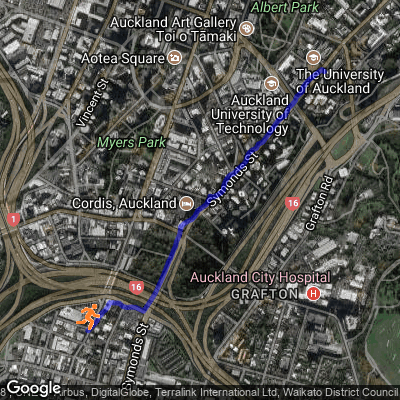 Albert Park
Auckland Art Gallery
Toi o Tāmaki
Aotea Square
The University
of Auckland
Vincent St
Auckland
University of
Technology
Myers Park
Symonds St
Cordis, Auckland
16
Grafton Rd
1
Auckland City Hospital
16
GRAFTON
H
Symonds St
Google
DigitalGlobe, Terralink International Ltd, Waikato District Council